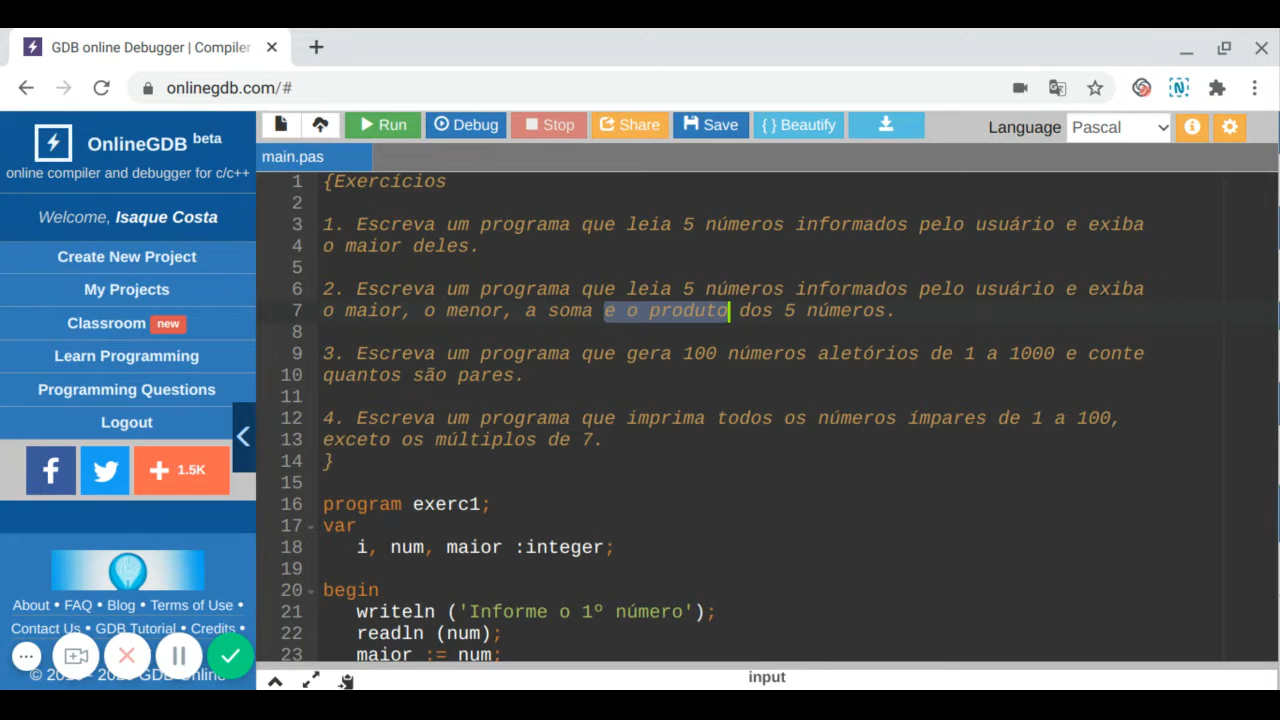 GDB online Debugger | Compiler
onlinegdb.com/#
OnlineGDB beta
online compiler and debugger for c/c++
Welcome, Isaque Costa
Create New Project
My Projects
Classroom new
Learn Programming
Programming Questions
Logout
1.5K
About • FAQ • Blog • Terms of Use •
Contact Us • GDB Tutorial • Credits •
GDB Online
Run Debug Stop Share Save { } Beautify Language Pascal
main.pas
1 {Exercícios
2
3 1. Escreva um programa que leia 5 números informados pelo usuário e exiba
4 o maior deles.
5
6 2. Escreva um programa que leia 5 números informados pelo usuário e exiba
7 o maior, o menor, a soma e o produto dos 5 números.
8
9 3. Escreva um programa que gera 100 números aletórios de 1 a 1000 e conte
10 quantos são pares.
11
12 4. Escreva um programa que imprima todos os números ímpares de 1 a 100,
13 exceto os múltiplos de 7.
14 }
15
16 program exerc1;
17 var
18 i, num, maior :integer;
19
20 begin
21 writeln ('Informe o 1º número');
22 readln (num);
23 maior := num;
input